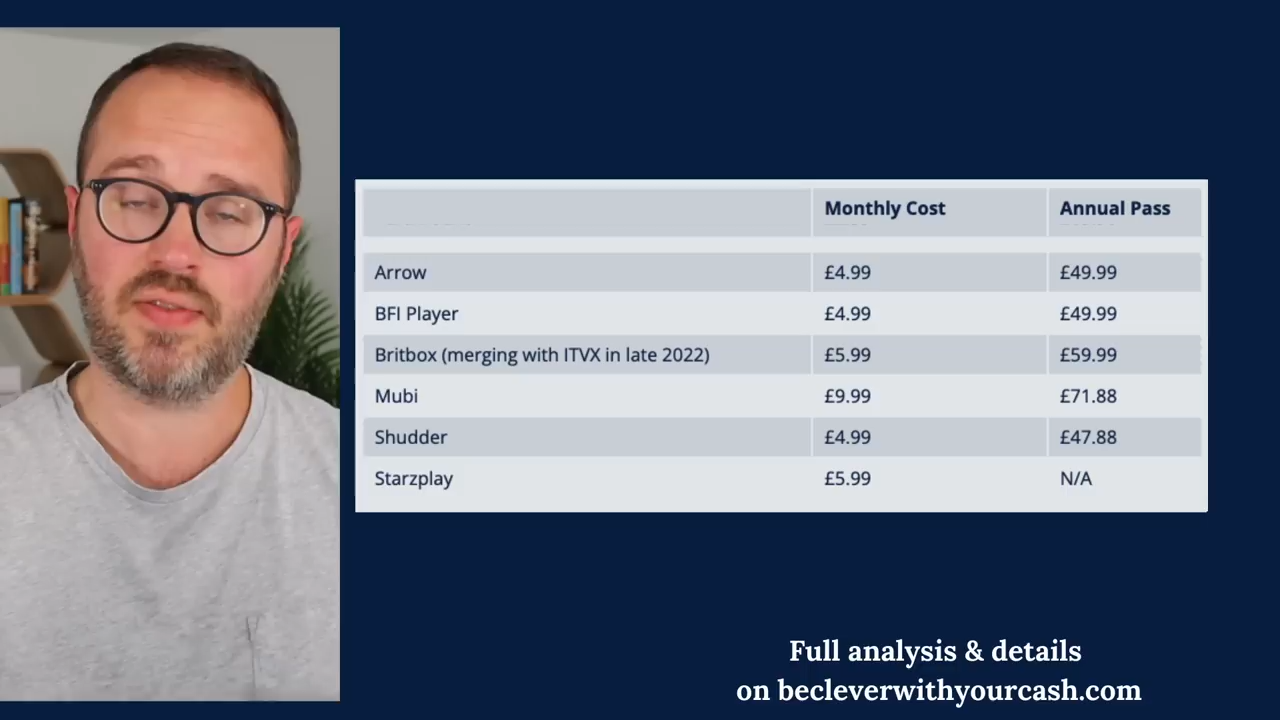 Monthly Cost Annual Pass
Arrow £4.99 £49.99
BFI Player £4.99 £49.99
Britbox (merging with ITVX in late 2022) £5.99 £59.99
Mubi £9.99 £71.88
Shudder £4.99 £47.88
Starzplay £5.99 N/A
Full analysis & details
on becleverwithyourcash.com